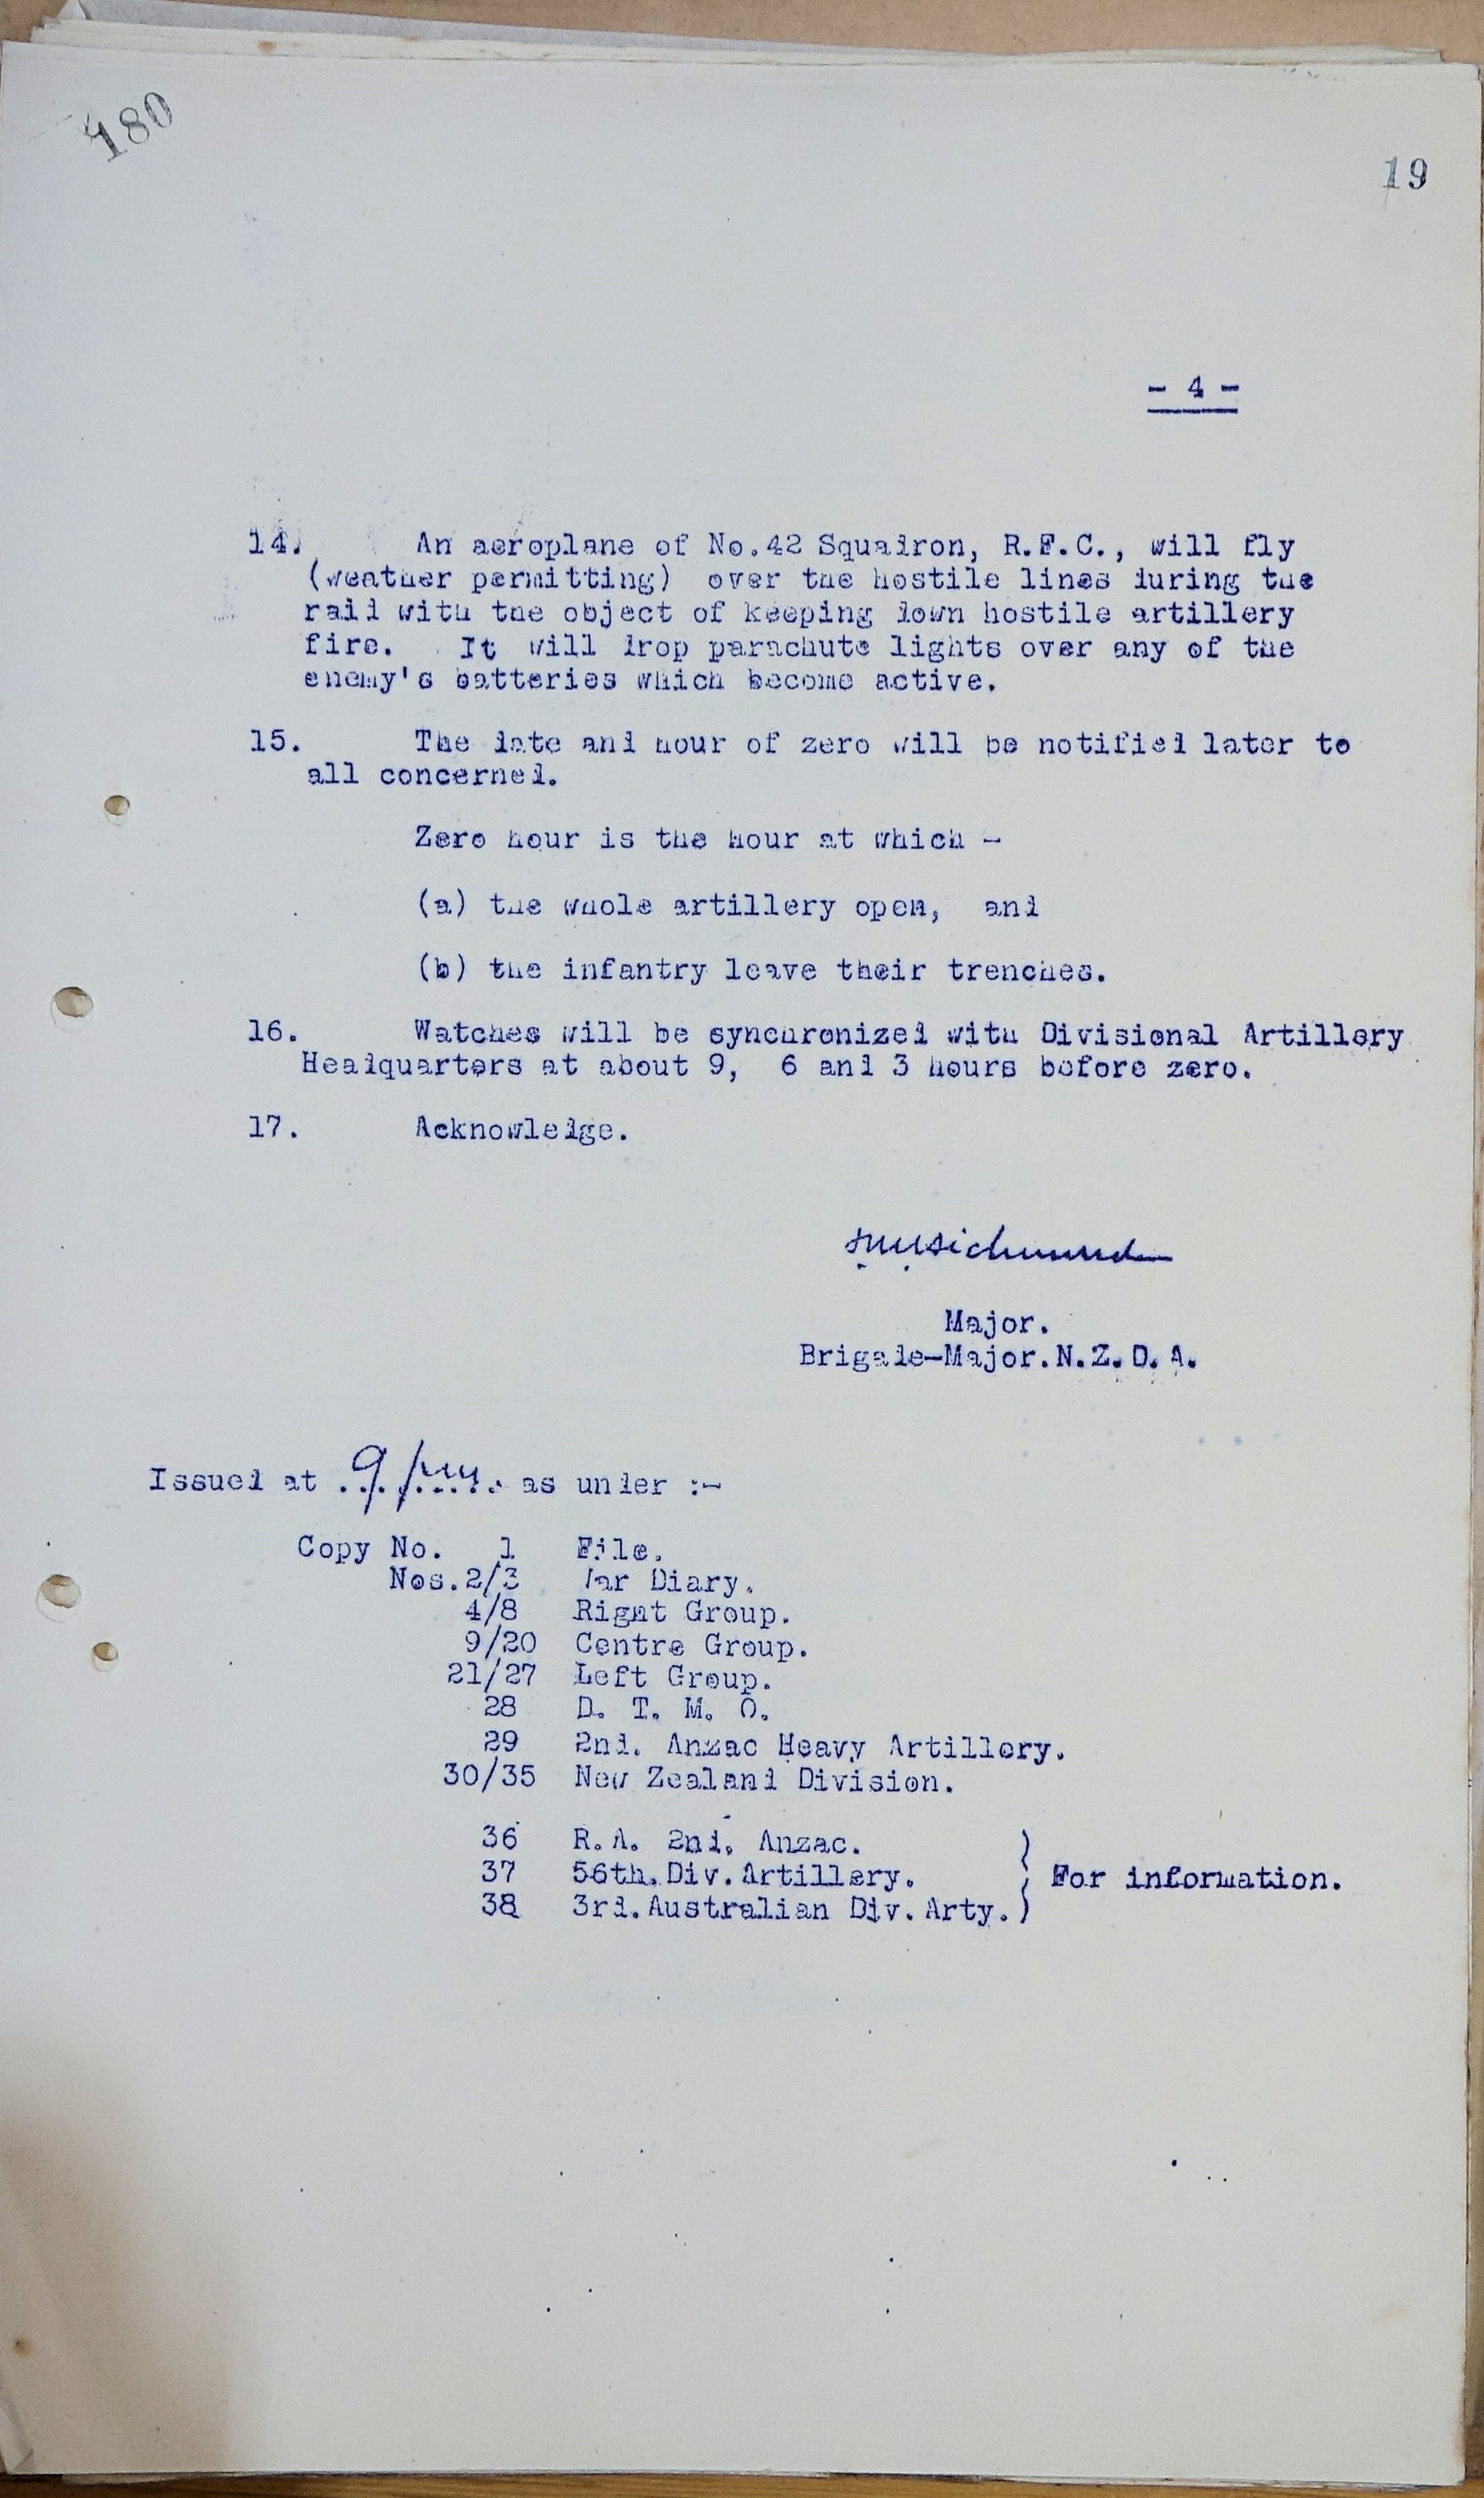 180
19
- 4 -
14. An aeroplane of No.42 Squadron, R.F.C., will fly
(weather permitting) over the hostile lines during the
raid with the object of keeping down hostile artillery
fire. It will drop parachute lights over any of the
enemy's batteries which become active.
15. The date and hour of zero will be notified later to
all concerned.
Zero hour is the hour at which -
(a) the whole artillery open, and
(b) the infantry leave their trenches.
16. Watches will be synchronized with Divisional Artillery
Headquarters at about 9, 6 and 3 hours before zero.
17. Acknowledge.
Major.
Brigade-Major.N.Z.D.A.
Issued at 9 pm. as under :-
Copy No. 1 File.
Nos.2/3 War Diary.
4/8 Right Group.
9/20 Centre Group.
21/27 Left Group.
28 D. T. M. O.
29 2nd. Anzac Heavy Artillery.
30/35 New Zealand Division.
36 R.A. 2nd. Anzac.
37 56th.Div.Artillery. } For information.
38 3rd.Australian Div.Arty.